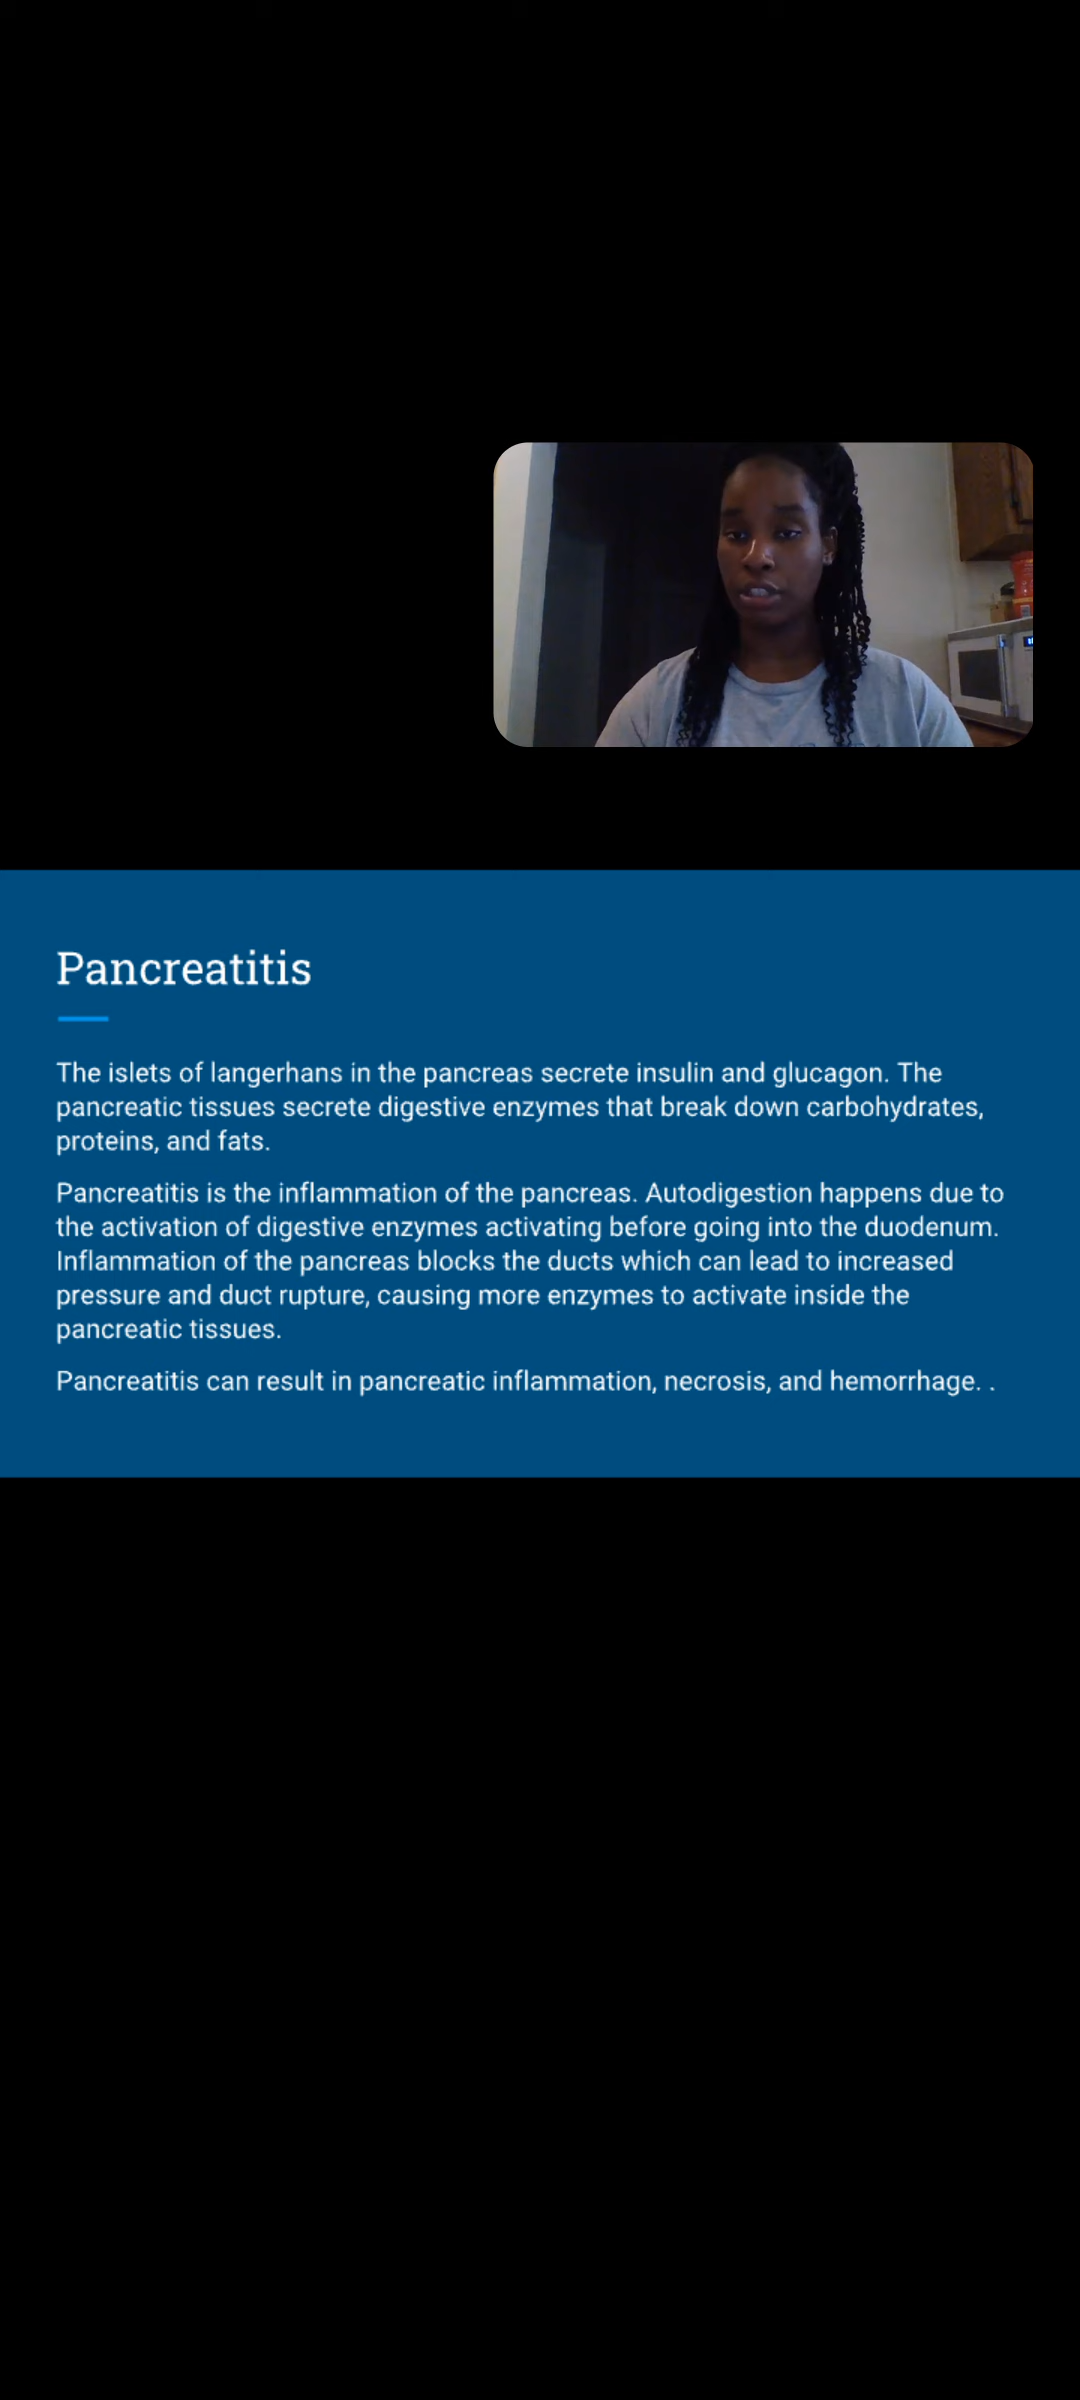 Pancreatitis
The islets of langerhans in the pancreas secrete insulin and glucagon. The
pancreatic tissues secrete digestive enzymes that break down carbohydrates,
proteins, and fats.
Pancreatitis is the inflammation of the pancreas. Autodigestion happens due to
the activation of digestive enzymes activating before going into the duodenum.
Inflammation of the pancreas blocks the ducts which can lead to increased
pressure and duct rupture, causing more enzymes to activate inside the
pancreatic tissues.
Pancreatitis can result in pancreatic inflammation, necrosis, and hemorrhage. .